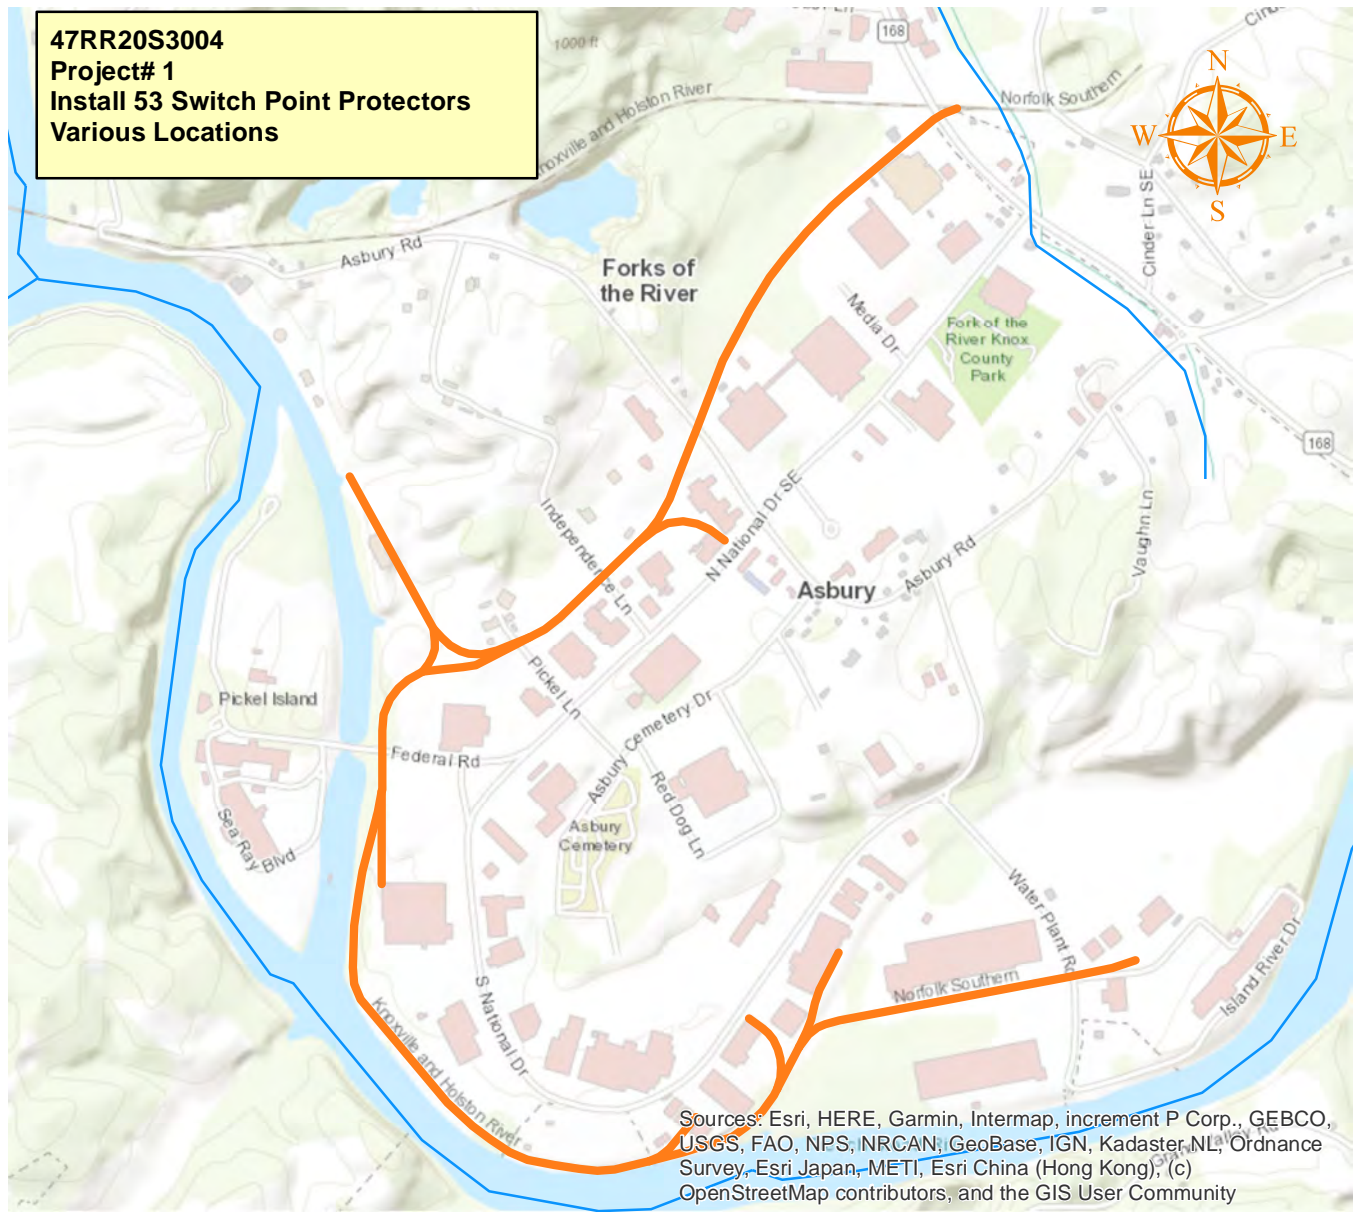 47RR20S3004
Project# 1
Install 53 Switch Point Protectors
Various Locations
1000 ft
168
Norfolk Southern
N
W
E
S
Knoxville and Holston River
Cinder Ln SE
Asbury Rd
Forks of
the River
Media Dr
Fork of the
River Knox
County
Park
168
Independence Ln
N National Dr SE
Vaughn Ln
Asbury Rd
Asbury
Pickel Island
Pickel Ln
Asbury Cemetery Dr
Federal Rd
Red Dog Ln
Sea Ray Blvd
Asbury
Cemetery
Water Plant Rd
Island River Dr
Norfolk Southern
S National Dr
Knoxville and Holston River
Sources: Esri, HERE, Garmin, Intermap, increment P Corp., GEBCO,
USGS, FAO, NPS, NRCAN, GeoBase, IGN, Kadaster NL, Ordnance
Survey, Esri Japan, METI, Esri China (Hong Kong), (c)
OpenStreetMap contributors, and the GIS User Community